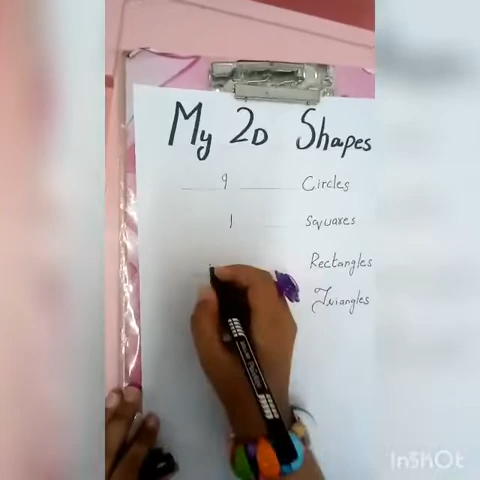 My 2D Shapes
9 Circles
1 Squares
Rectangles
Triangles
InShOt